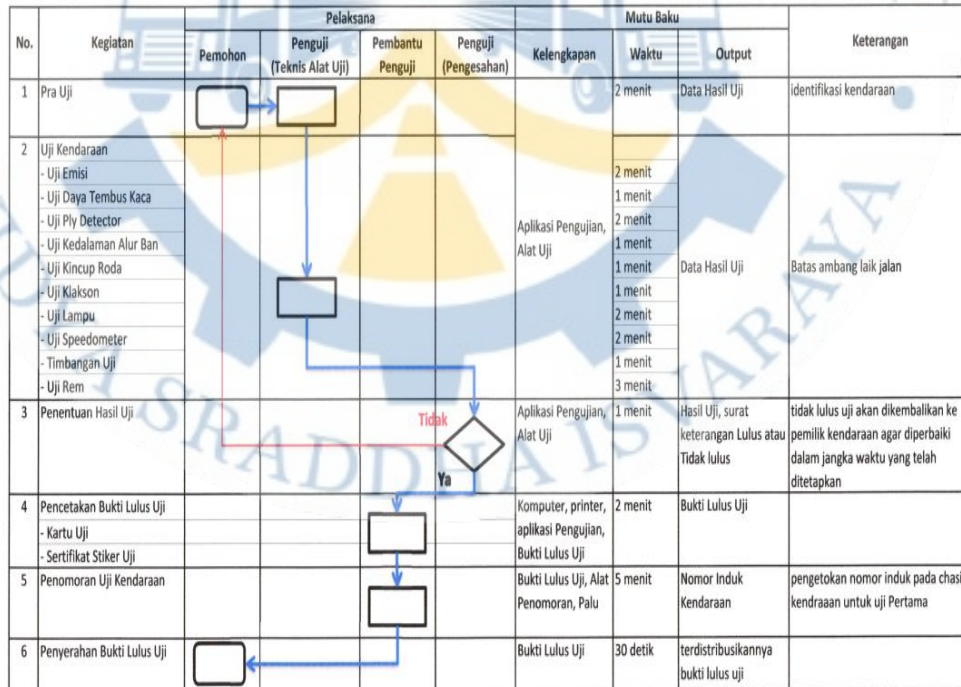 No.
Kegiatan
Pelaksana
Mutu Baku
Keterangan
Pemohon
Penguji
(Teknis Alat Uji)
Pembantu
Penguji
Penguji
(Pengesahan)
Kelengkapan
Waktu
Output
1
Pra Uji
2 menit
Data Hasil Uji
identifikasi kendaraan
2
Uji Kendaraan
- Uji Emisi
2 menit
- Uji Daya Tembus Kaca
1 menit
- Uji Ply Detector
2 menit
- Uji Kedalaman Alur Ban
1 menit
- Uji Kincup Roda
1 menit
- Uji Klakson
1 menit
- Uji Lampu
2 menit
- Uji Speedometer
2 menit
- Timbangan Uji
1 menit
- Uji Rem
3 menit
Aplikasi Pengujian,
Alat Uji
Data Hasil Uji
Batas ambang laik jalan
3
Penentuan Hasil Uji
Tidak
Ya
Aplikasi Pengujian,
Alat Uji
1 menit
Hasil Uji, surat
keterangan Lulus atau
Tidak lulus
tidak lulus uji akan dikembalikan ke
pemilik kendaraan agar diperbaiki
dalam jangka waktu yang telah
ditetapkan
4
Pencetakan Bukti Lulus Uji
- Kartu Uji
- Sertifikat Stiker Uji
Komputer, printer,
aplikasi Pengujian,
Bukti Lulus Uji
2 menit
Bukti Lulus Uji
5
Penomoran Uji Kendaraan
Bukti Lulus Uji, Alat
Penomoran, Palu
5 menit
Nomor Induk
Kendaraan
pengetokan nomor induk pada chasi
kendraaan untuk uji Pertama
6
Penyerahan Bukti Lulus Uji
Bukti Lulus Uji
30 detik
terdistribusikannya
bukti lulus uji
SRADDHA ISVARAYA